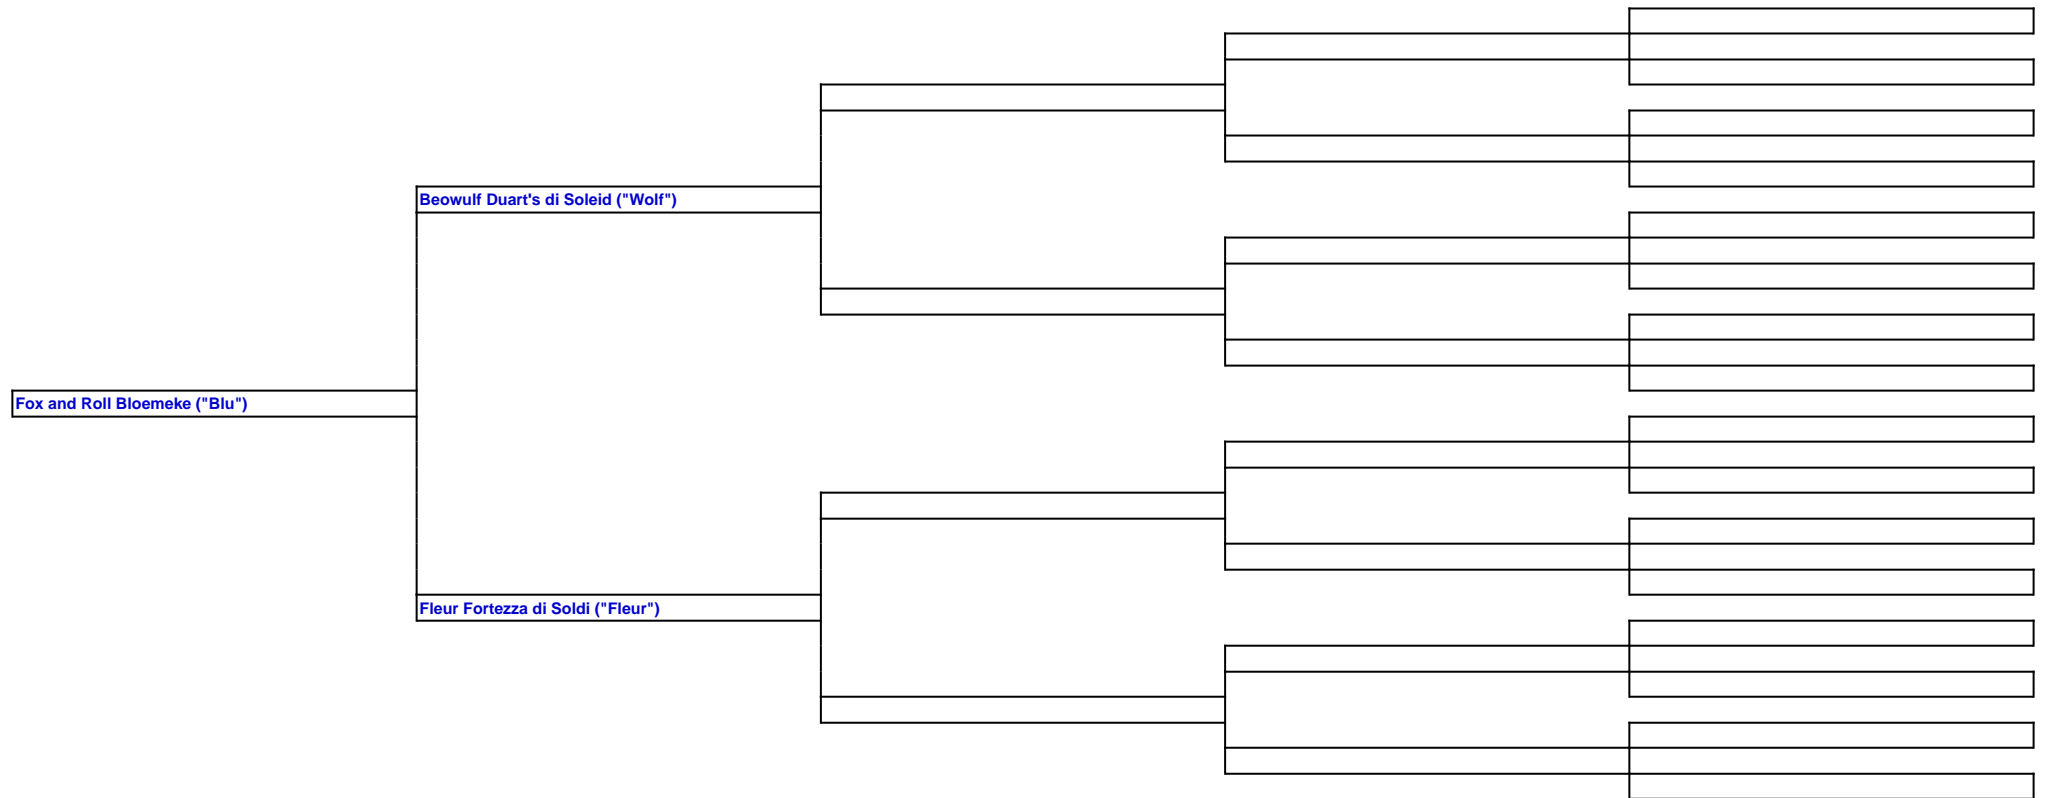 Beowulf Duart's di Soleid ("Wolf")
Fox and Roll Bloemeke ("Blu")
Fleur Fortezza di Soldi ("Fleur")